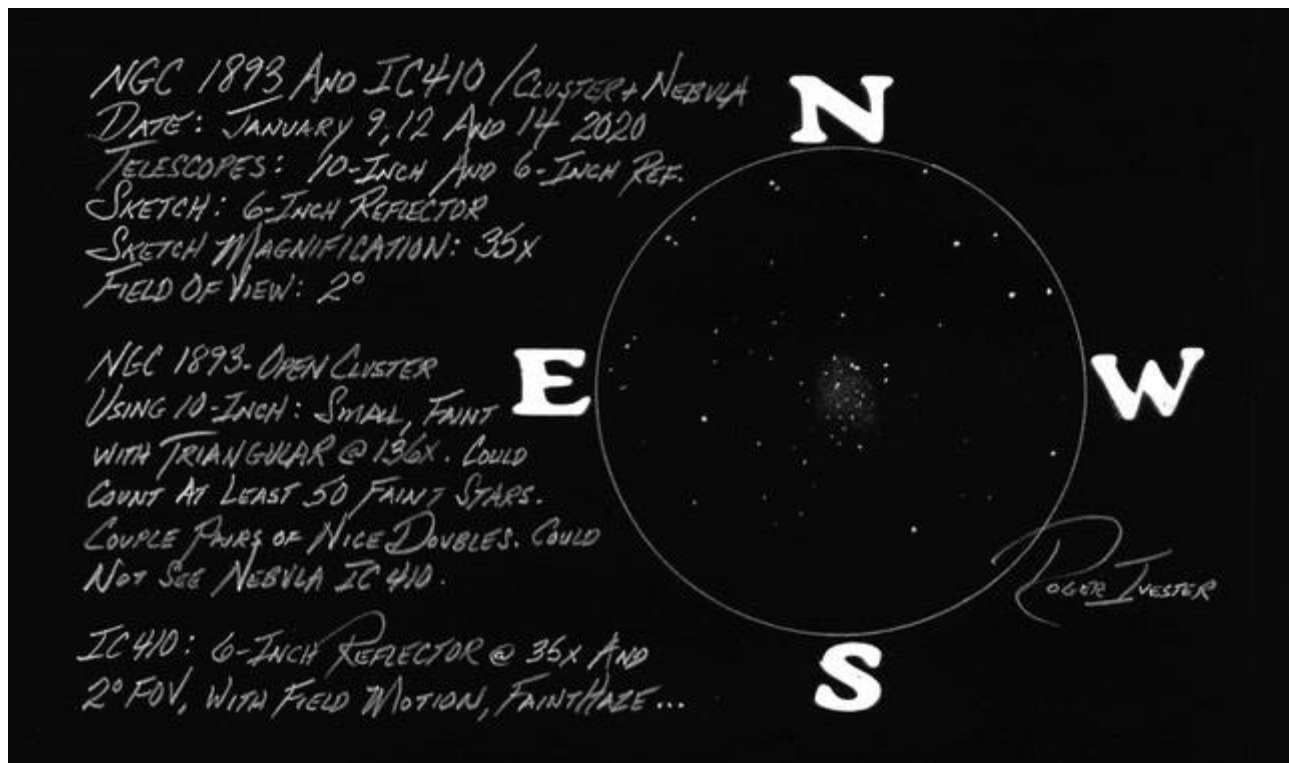 NGC 1893 AND IC410 / CLUSTER + NEBULA
DATE: JANUARY 9, 12 AND 14 2020
TELESCOPES: 10-INCH AND 6-INCH REF.
SKETCH: 6-INCH REFLECTOR
SKETCH MAGNIFICATION: 35X
FIELD OF VIEW: 2°
NGC 1893- OPEN CLUSTER
USING 10-INCH: SMALL, FAINT
WITH TRIANGULAR @ 136X. COULD
COUNT AT LEAST 50 FAINT STARS.
COUPLE PAIRS OF NICE DOUBLES. COULD
NOT SEE NEBULA IC 410.
IC 410: 6-INCH REFLECTOR @ 35X AND
2° FOV, WITH FIELD MOTION, FAINT HAZE...
N
E
W
S
ROGER IVESTER